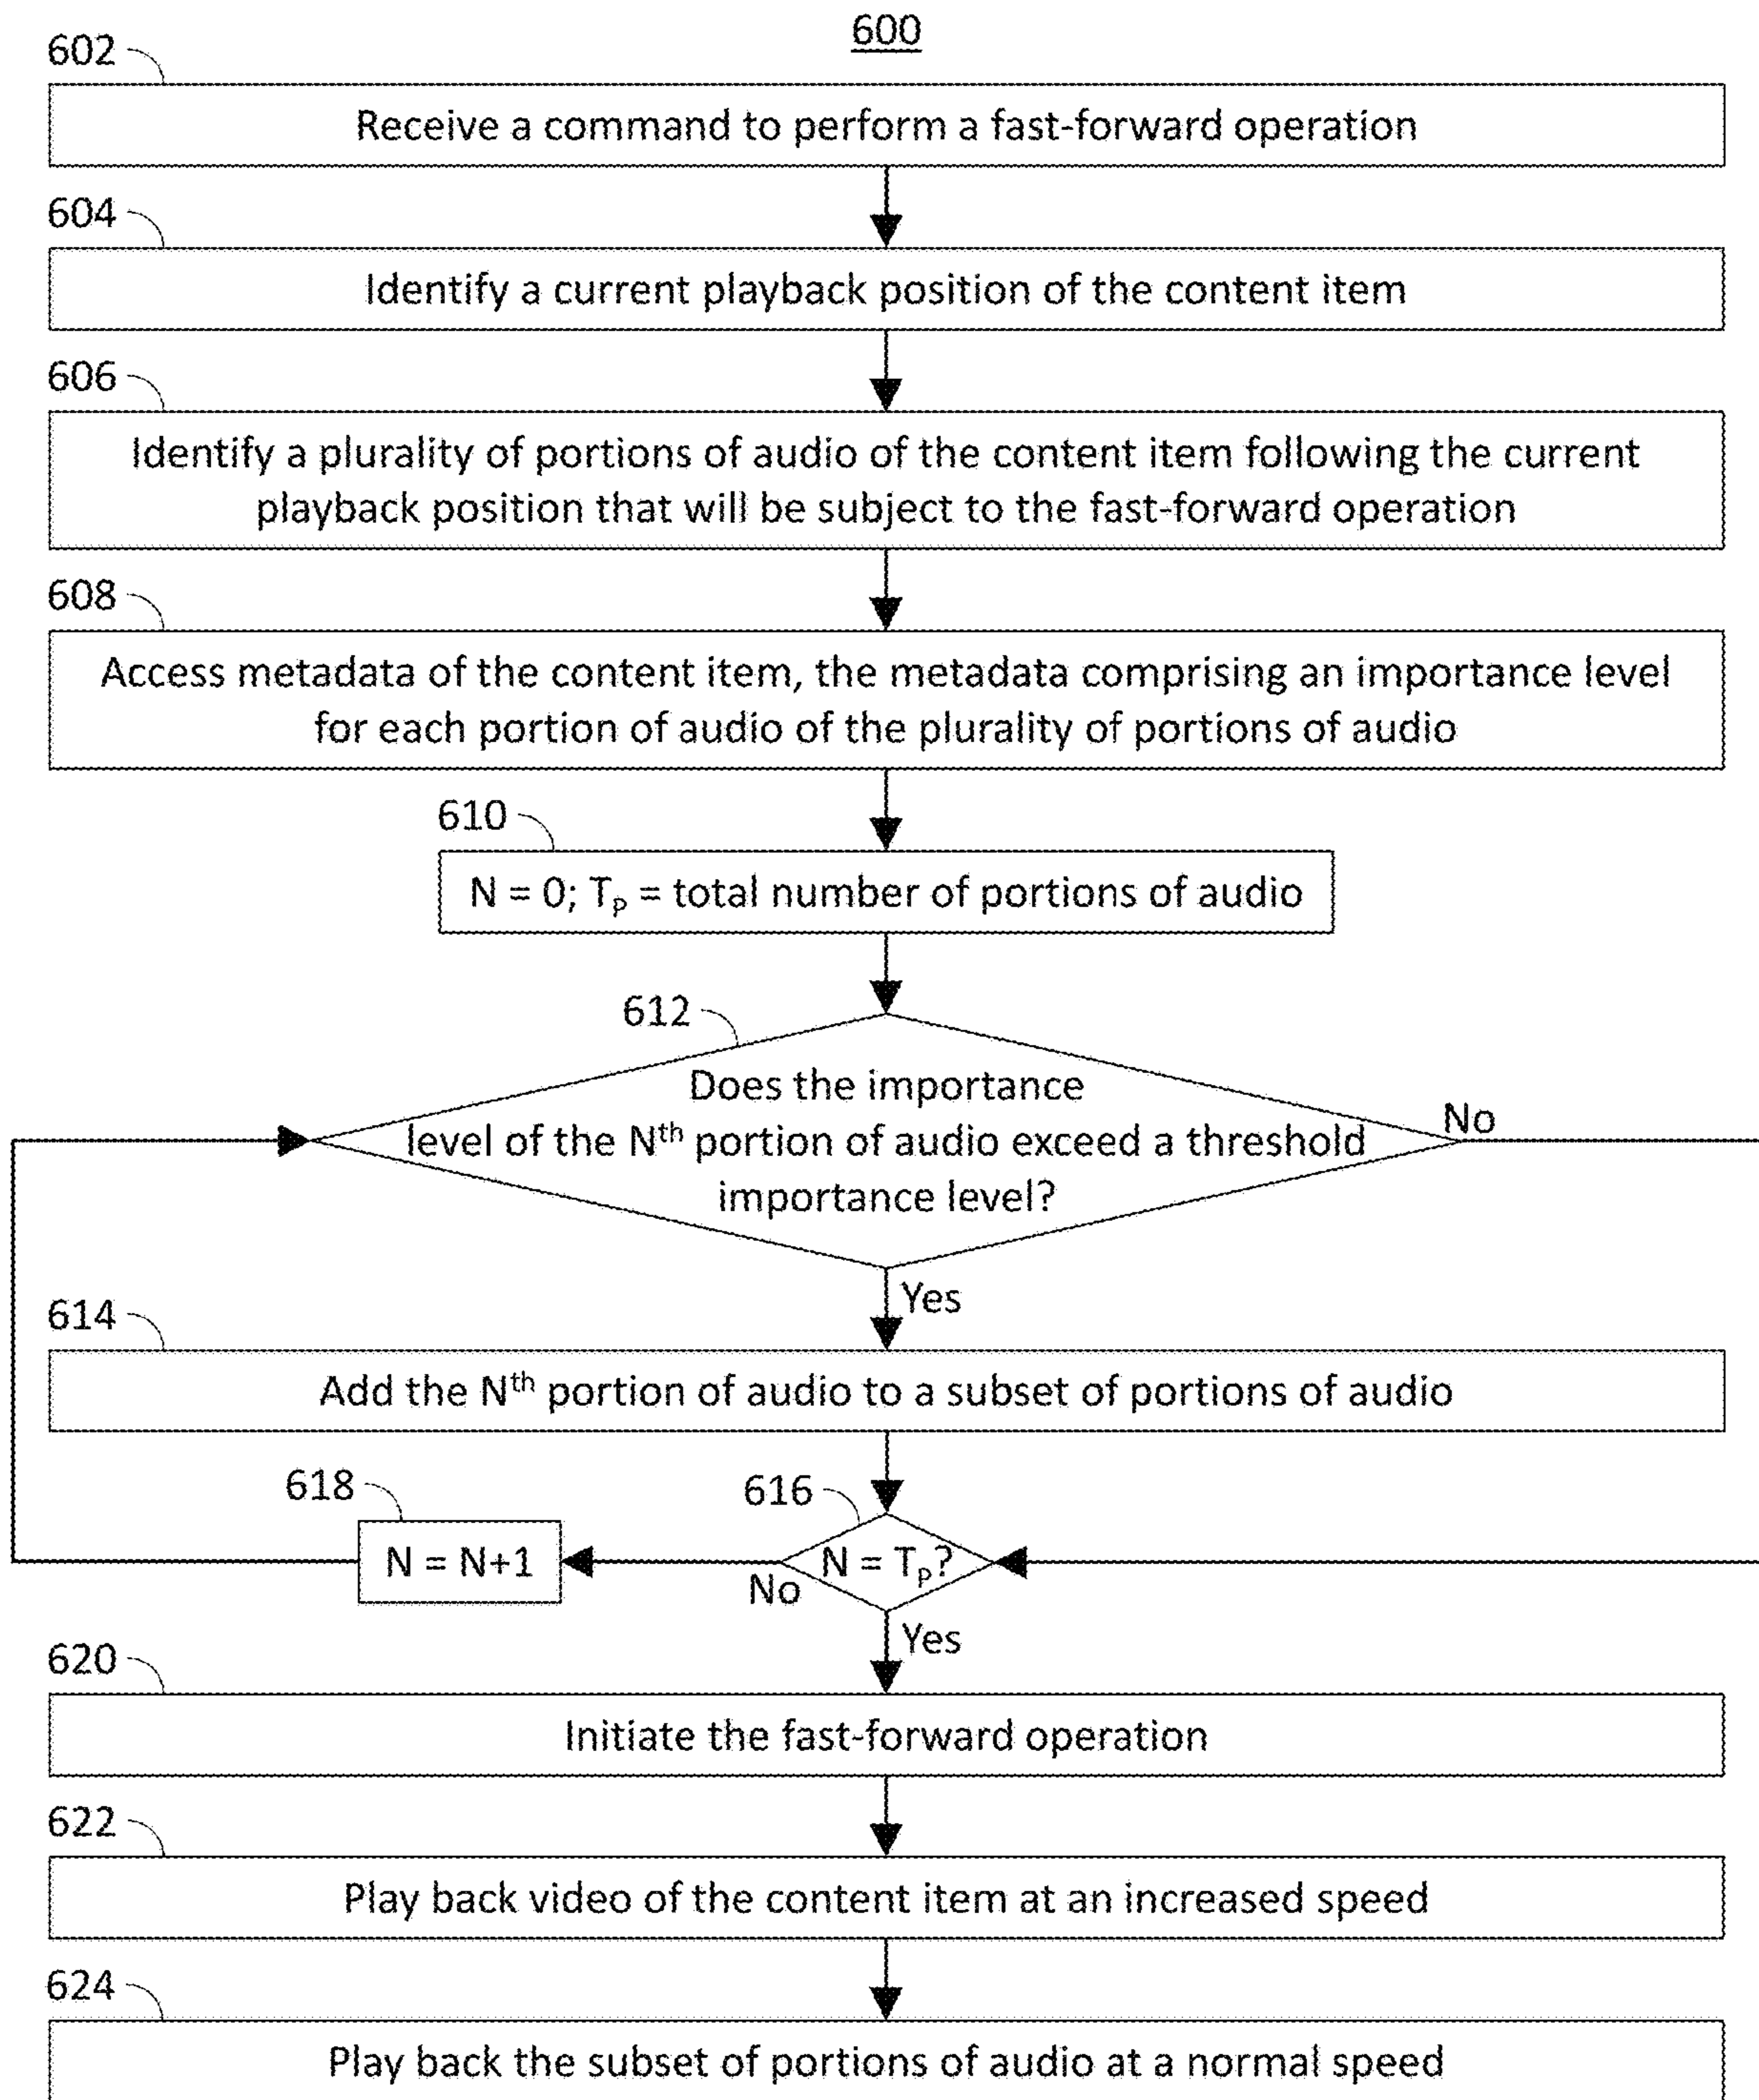 600
602
Receive a command to perform a fast-forward operation
604
Identify a current playback position of the content item
606
Identify a plurality of portions of audio of the content item following the current
playback position that will be subject to the fast-forward operation
608
Access metadata of the content item, the metadata comprising an importance level
for each portion of audio of the plurality of portions of audio
610
N = 0; Tₚ = total number of portions of audio
612
Does the importance
level of the Nᵗʰ portion of audio exceed a threshold
importance level?
No
Yes
614
Add the Nᵗʰ portion of audio to a subset of portions of audio
618
N = N+1
616
N = Tₚ?
No
Yes
620
Initiate the fast-forward operation
622
Play back video of the content item at an increased speed
624
Play back the subset of portions of audio at a normal speed